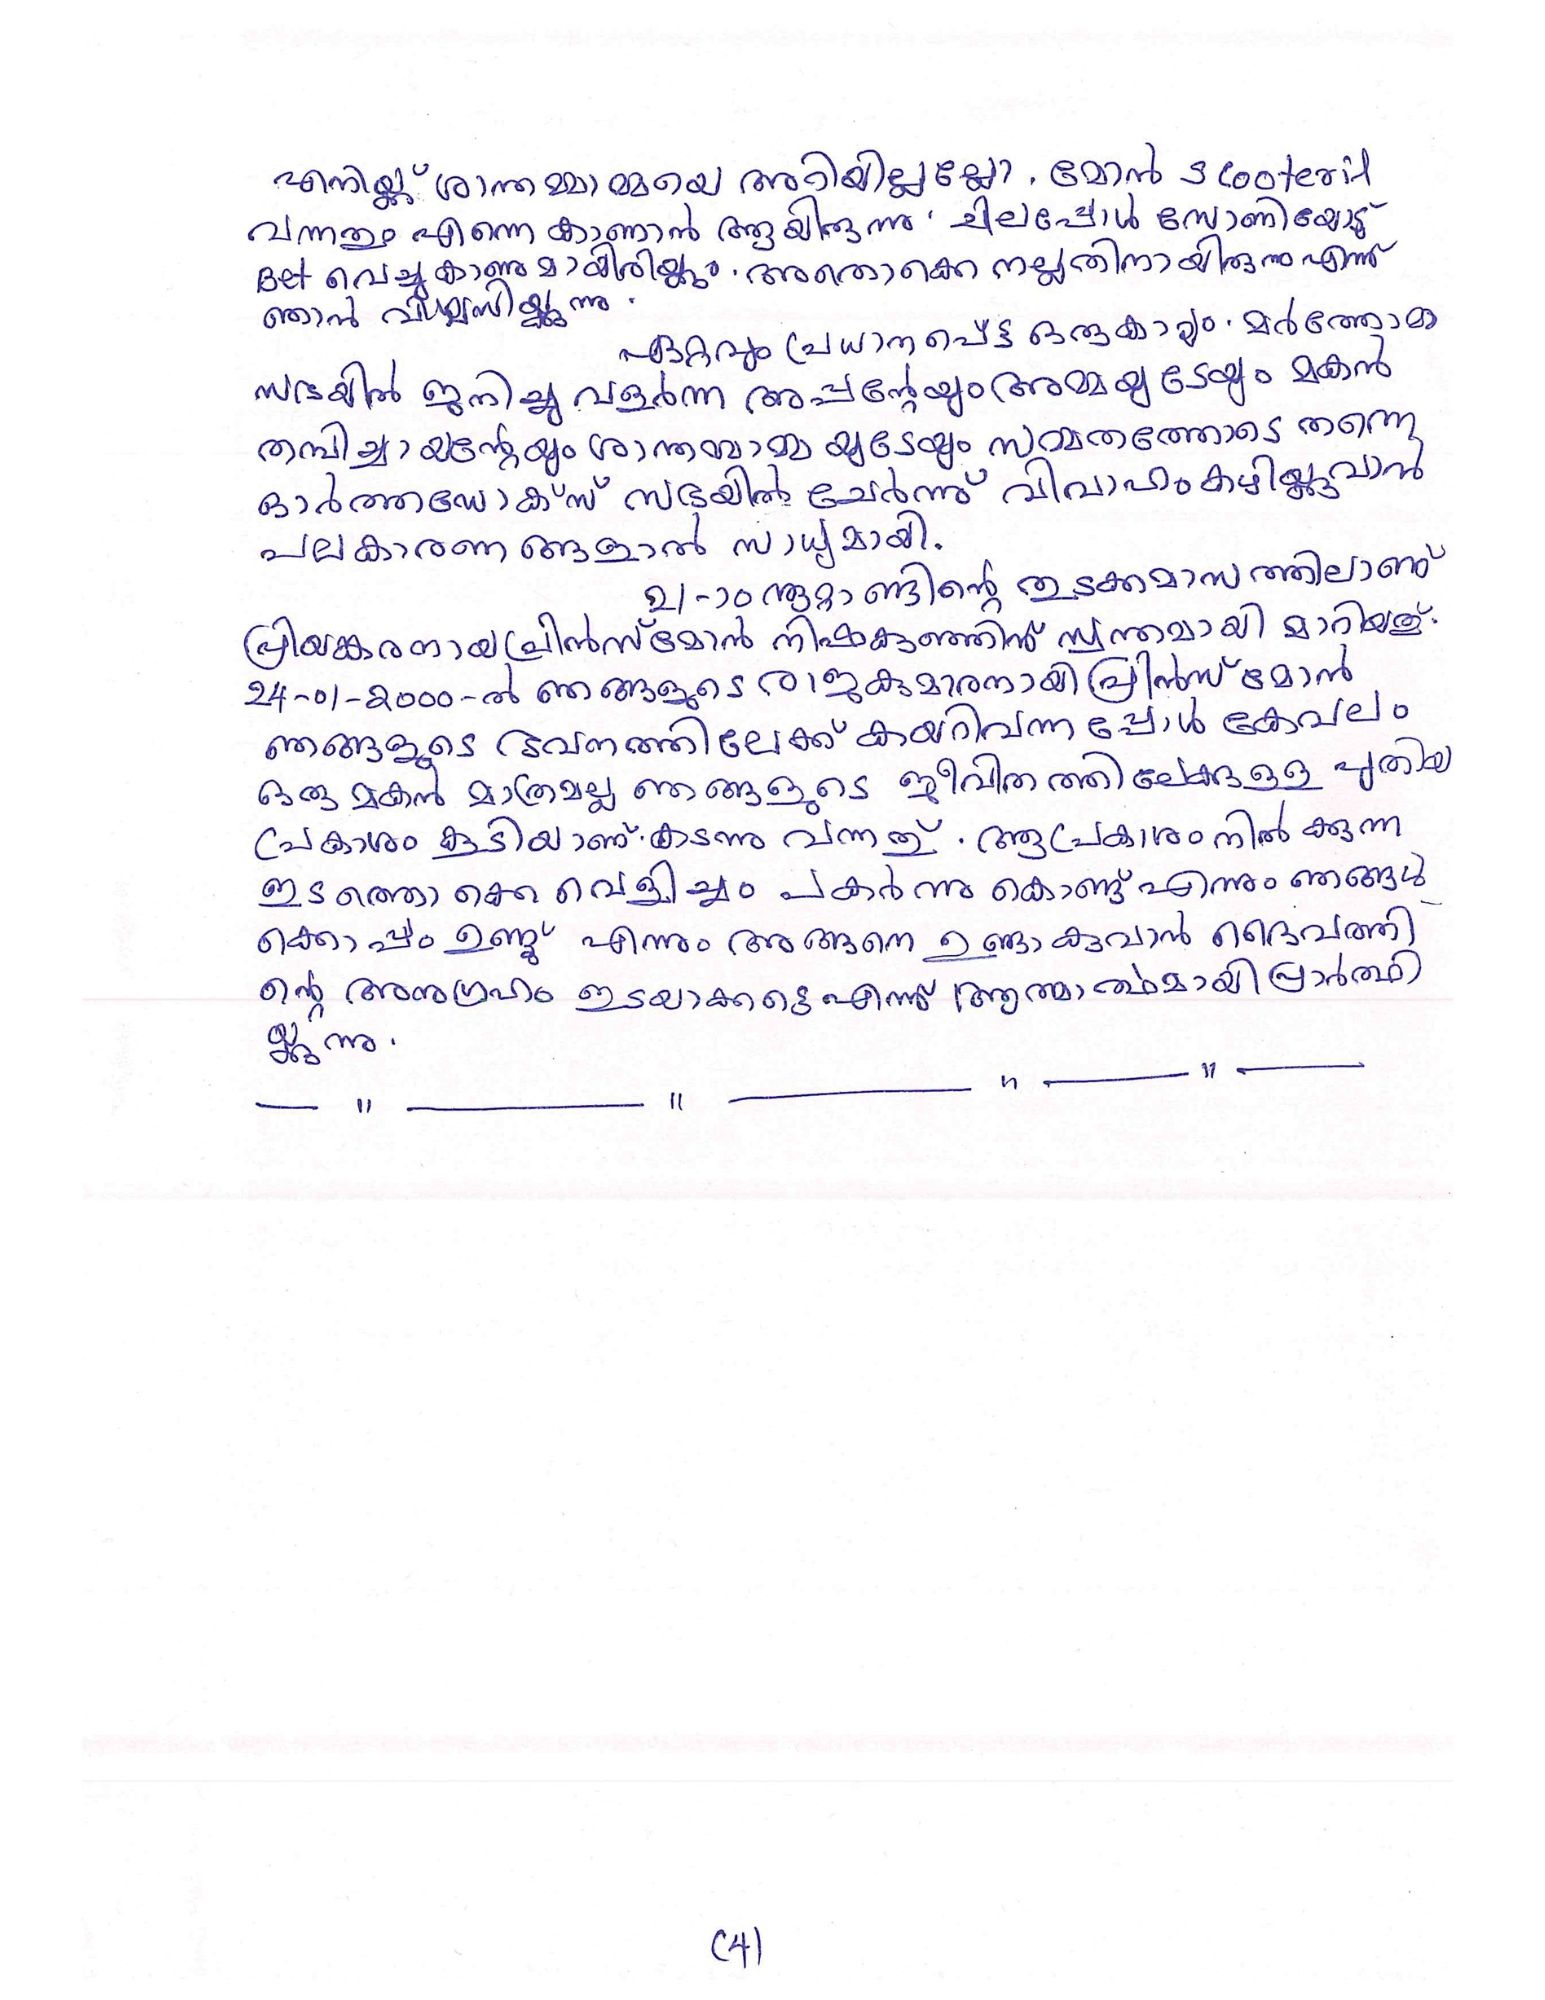 എനിയ്ക്ക് ശാന്തമ്മാമ്മയെ അറിയില്ലല്ലോ. മോൻ Scooteril
വന്നതും എന്നെ കാണാൻ ആയിരുന്നു. ചിലപ്പോൾ സോണിയോട്
Bet വെച്ചുകാണുമായിരിയ്ക്കും. അതൊക്കെ നല്ലതിനായിരുന്നു എന്ന്
ഞാൻ വിശ്വസിയ്ക്കുന്നു.
ഏറ്റവും പ്രധാനപ്പെട്ട ഒരു കാര്യം. മർത്തോമ
സഭയിൽ ജനിച്ചു വളർന്ന അപ്പന്റേയും അമ്മയുടേയും മകൻ
തമ്പിച്ചായന്റേയും ശാന്തമ്മാമ്മയുടേയും സമ്മതത്തോടെ തന്നെ
ഓർത്തഡോക്സ് സഭയിൽ ചേർന്ന് വിവാഹം കഴിയ്ക്കുവാൻ
പല കാരണങ്ങളാൽ സാധ്യമായി.
21-ാം നൂറ്റാണ്ടിന്റെ തുടക്കമാസത്തിലാണ്
പ്രിയങ്കരനായ പ്രിൻസ്മോൻ നിഷകുഞ്ഞിന് സ്വന്തമായി മാറിയത്.
24-01-2000-ൽ ഞങ്ങളുടെ രാജകുമാരനായി പ്രിൻസ് മോൻ
ഞങ്ങളുടെ ഭവനത്തിലേക്ക് കയറിവന്നപ്പോൾ കേവലം
ഒരു മകൻ മാത്രമല്ല ഞങ്ങളുടെ ജീവിതത്തിലേക്കുള്ള പുതിയ
പ്രകാശം കൂടിയാണ് കടന്നു വന്നത്. ആ പ്രകാശം നിൽക്കുന്ന
ഇടത്തൊക്കെ വെളിച്ചം പകർന്നു കൊണ്ട് എന്നും ഞങ്ങൾ
ക്കൊപ്പം ഉണ്ട് എന്നും അങ്ങനെ ഉണ്ടാകുവാൻ ദൈവത്തി
ന്റെ അനുഗ്രഹം ഇടയാക്കട്ടെ എന്ന് ആത്മാർത്ഥമായി പ്രാർത്ഥി
യ്ക്കുന്നു.
— " —— " —— " —— " ——
(4)